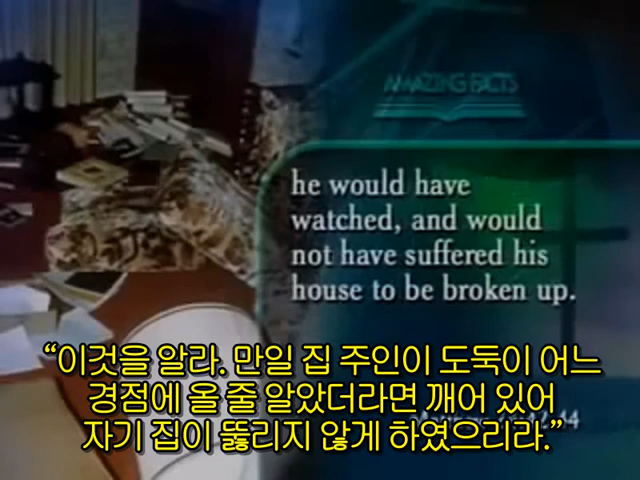 AMAZING FACTS
he would have
watched, and would
not have suffered his
house to be broken up.
“이것을 알라. 만일 집 주인이 도둑이 어느
경점에 올 줄 알았더라면 깨어 있어
자기 집이 뚫리지 않게 하였으리라.”